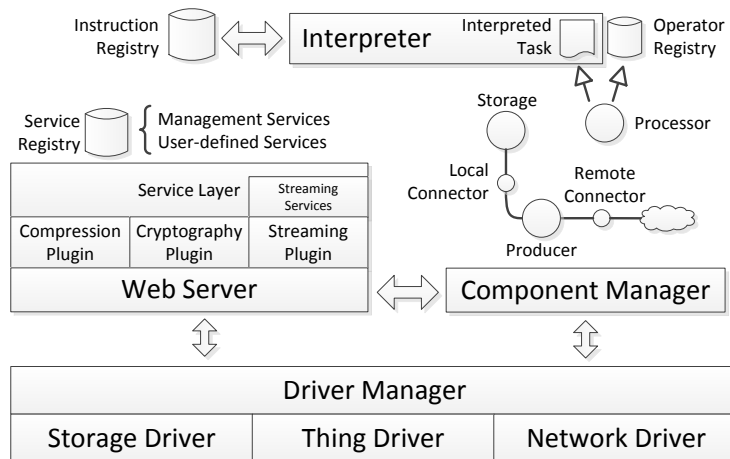 Instruction
Registry
Interpreter
Interpreted
Task
Operator
Registry
Storage
Processor
Service
Registry
Management Services
User-defined Services
Local
Connector
Remote
Connector
Service Layer
Streaming
Services
Compression
Plugin
Cryptography
Plugin
Streaming
Plugin
Producer
Web Server
Component Manager
Driver Manager
Storage Driver
Thing Driver
Network Driver